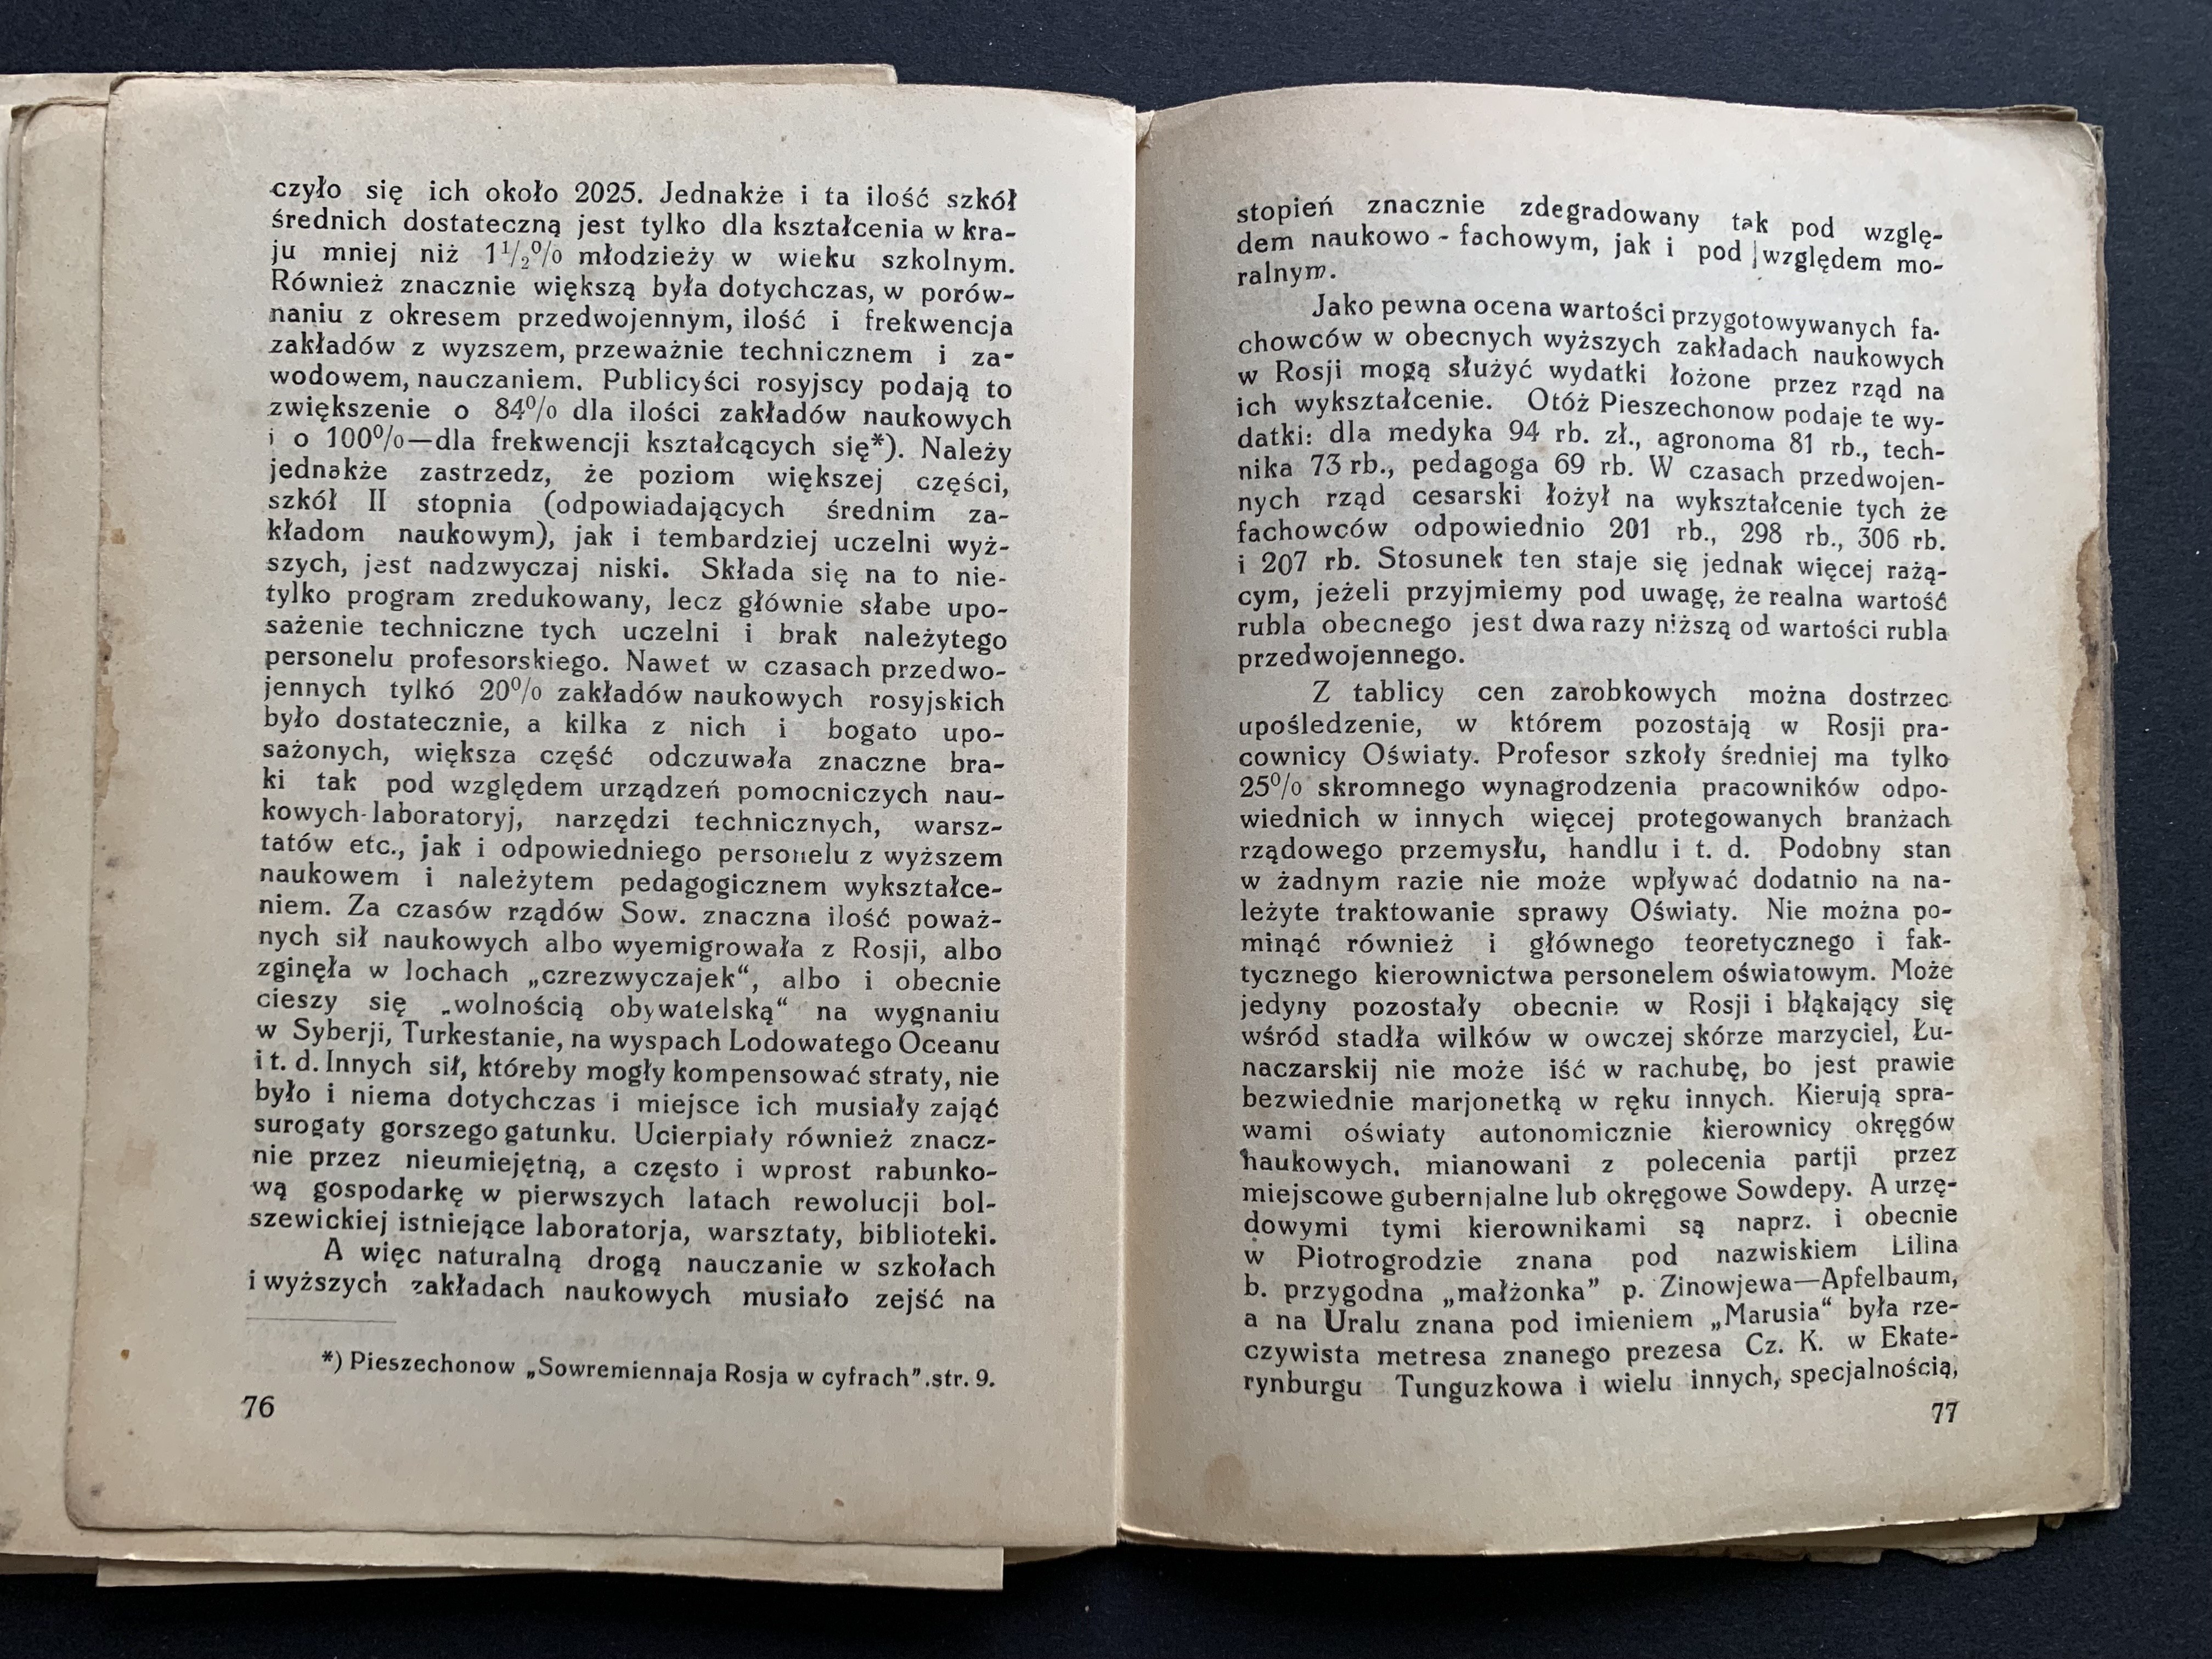 czyło się ich około 2025. Jednakże i ta ilość szkół
średnich dostateczną jest tylko dla kształcenia w kra-
ju mniej niż 1¹/₂⁰/₀ młodzieży w wieku szkolnym.
Również znacznie większą była dotychczas, w porów-
naniu z okresem przedwojennym, ilość i frekwencja
zakładów z wyzszem, przeważnie technicznem i za-
wodowem, nauczaniem. Publicyści rosyjscy podają to
zwiększenie o 84⁰/₀ dla ilości zakładów naukowych
i o 100⁰/₀—dla frekwencji kształcących się*). Należy
jednakże zastrzedz, że poziom większej części,
szkół II stopnia (odpowiadających średnim za-
kładom naukowym), jak i tembardziej uczelni wyż-
szych, jest nadzwyczaj niski. Składa się na to nie-
tylko program zredukowany, lecz głównie słabe upo-
sażenie techniczne tych uczelni i brak należytego
personelu profesorskiego. Nawet w czasach przedwo-
jennych tylkó 20⁰/₀ zakładów naukowych rosyjskich
było dostatecznie, a kilka z nich i bogato upo-
sażonych, większa część odczuwała znaczne bra-
ki tak pod względem urządzeń pomocniczych nau-
kowych-laboratoryj, narzędzi technicznych, warsz-
tatów etc., jak i odpowiedniego personelu z wyższem
naukowem i należytem pedagogicznem wykształce-
niem. Za czasów rządów Sow. znaczna ilość poważ-
nych sił naukowych albo wyemigrowała z Rosji, albo
zginęła w lochach „czrezwyczajek“, albo i obecnie
cieszy się „wolnością obywatelską“ na wygnaniu
w Syberji, Turkestanie, na wyspach Lodowatego Oceanu
i t. d. Innych sił, któreby mogły kompensować straty, nie
było i niema dotychczas i miejsce ich musiały zająć
surogaty gorszego gatunku. Ucierpiały również znacz-
nie przez nieumiejętną, a często i wprost rabunko-
wą gospodarkę w pierwszych latach rewolucji bol-
szewickiej istniejące laboratorja, warsztaty, biblioteki.
A więc naturalną drogą nauczanie w szkołach
i wyższych zakładach naukowych musiało zejść na
*) Pieszechonow „Sowremiennaja Rosja w cyfrach”.str. 9.
76
stopień znacznie zdegradowany tak pod wzglę-
dem naukowo - fachowym, jak i pod względem mo-
ralnym.
Jako pewna ocena wartości przygotowywanych fa-
chowców w obecnych wyższych zakładach naukowych
w Rosji mogą służyć wydatki łożone przez rząd na
ich wykształcenie. Otóż Pieszechonow podaje te wy-
datki: dla medyka 94 rb. zł., agronoma 81 rb., tech-
nika 73 rb., pedagoga 69 rb. W czasach przedwojen-
nych rząd cesarski łożył na wykształcenie tych że
fachowców odpowiednio 201 rb., 298 rb., 306 rb.
i 207 rb. Stosunek ten staje się jednak więcej rażą-
cym, jeżeli przyjmiemy pod uwagę, że realna wartość
rubla obecnego jest dwa razy niższą od wartości rubla
przedwojennego.
Z tablicy cen zarobkowych można dostrzec
upośledzenie, w którem pozostają w Rosji pra-
cownicy Oświaty. Profesor szkoły średniej ma tylko
25⁰/₀ skromnego wynagrodzenia pracowników odpo-
wiednich w innych więcej protegowanych branżach
rządowego przemysłu, handlu i t. d. Podobny stan
w żadnym razie nie może wpływać dodatnio na na-
leżyte traktowanie sprawy Oświaty. Nie można po-
minąć również i głównego teoretycznego i fak-
tycznego kierownictwa personelem oświatowym. Może
jedyny pozostały obecnie w Rosji i błąkający się
wśród stadła wilków w owczej skórze marzyciel, Łu-
naczarskij nie może iść w rachubę, bo jest prawie
bezwiednie marjonetką w ręku innych. Kierują spra-
wami oświaty autonomicznie kierownicy okręgów
naukowych, mianowani z polecenia partji przez
miejscowe gubernjalne lub okręgowe Sowdepy. A urzę-
dowymi tymi kierownikami są naprz. i obecnie
w Piotrogrodzie znana pod nazwiskiem Lilina
b. przygodna „małżonka” p. Zinowjewa—Apfelbaum,
a na Uralu znana pod imieniem „Marusia“ była rze-
czywista metresa znanego prezesa Cz. K. w Ekate-
rynburgu Tunguzkowa i wielu innych, specjalnością,
77